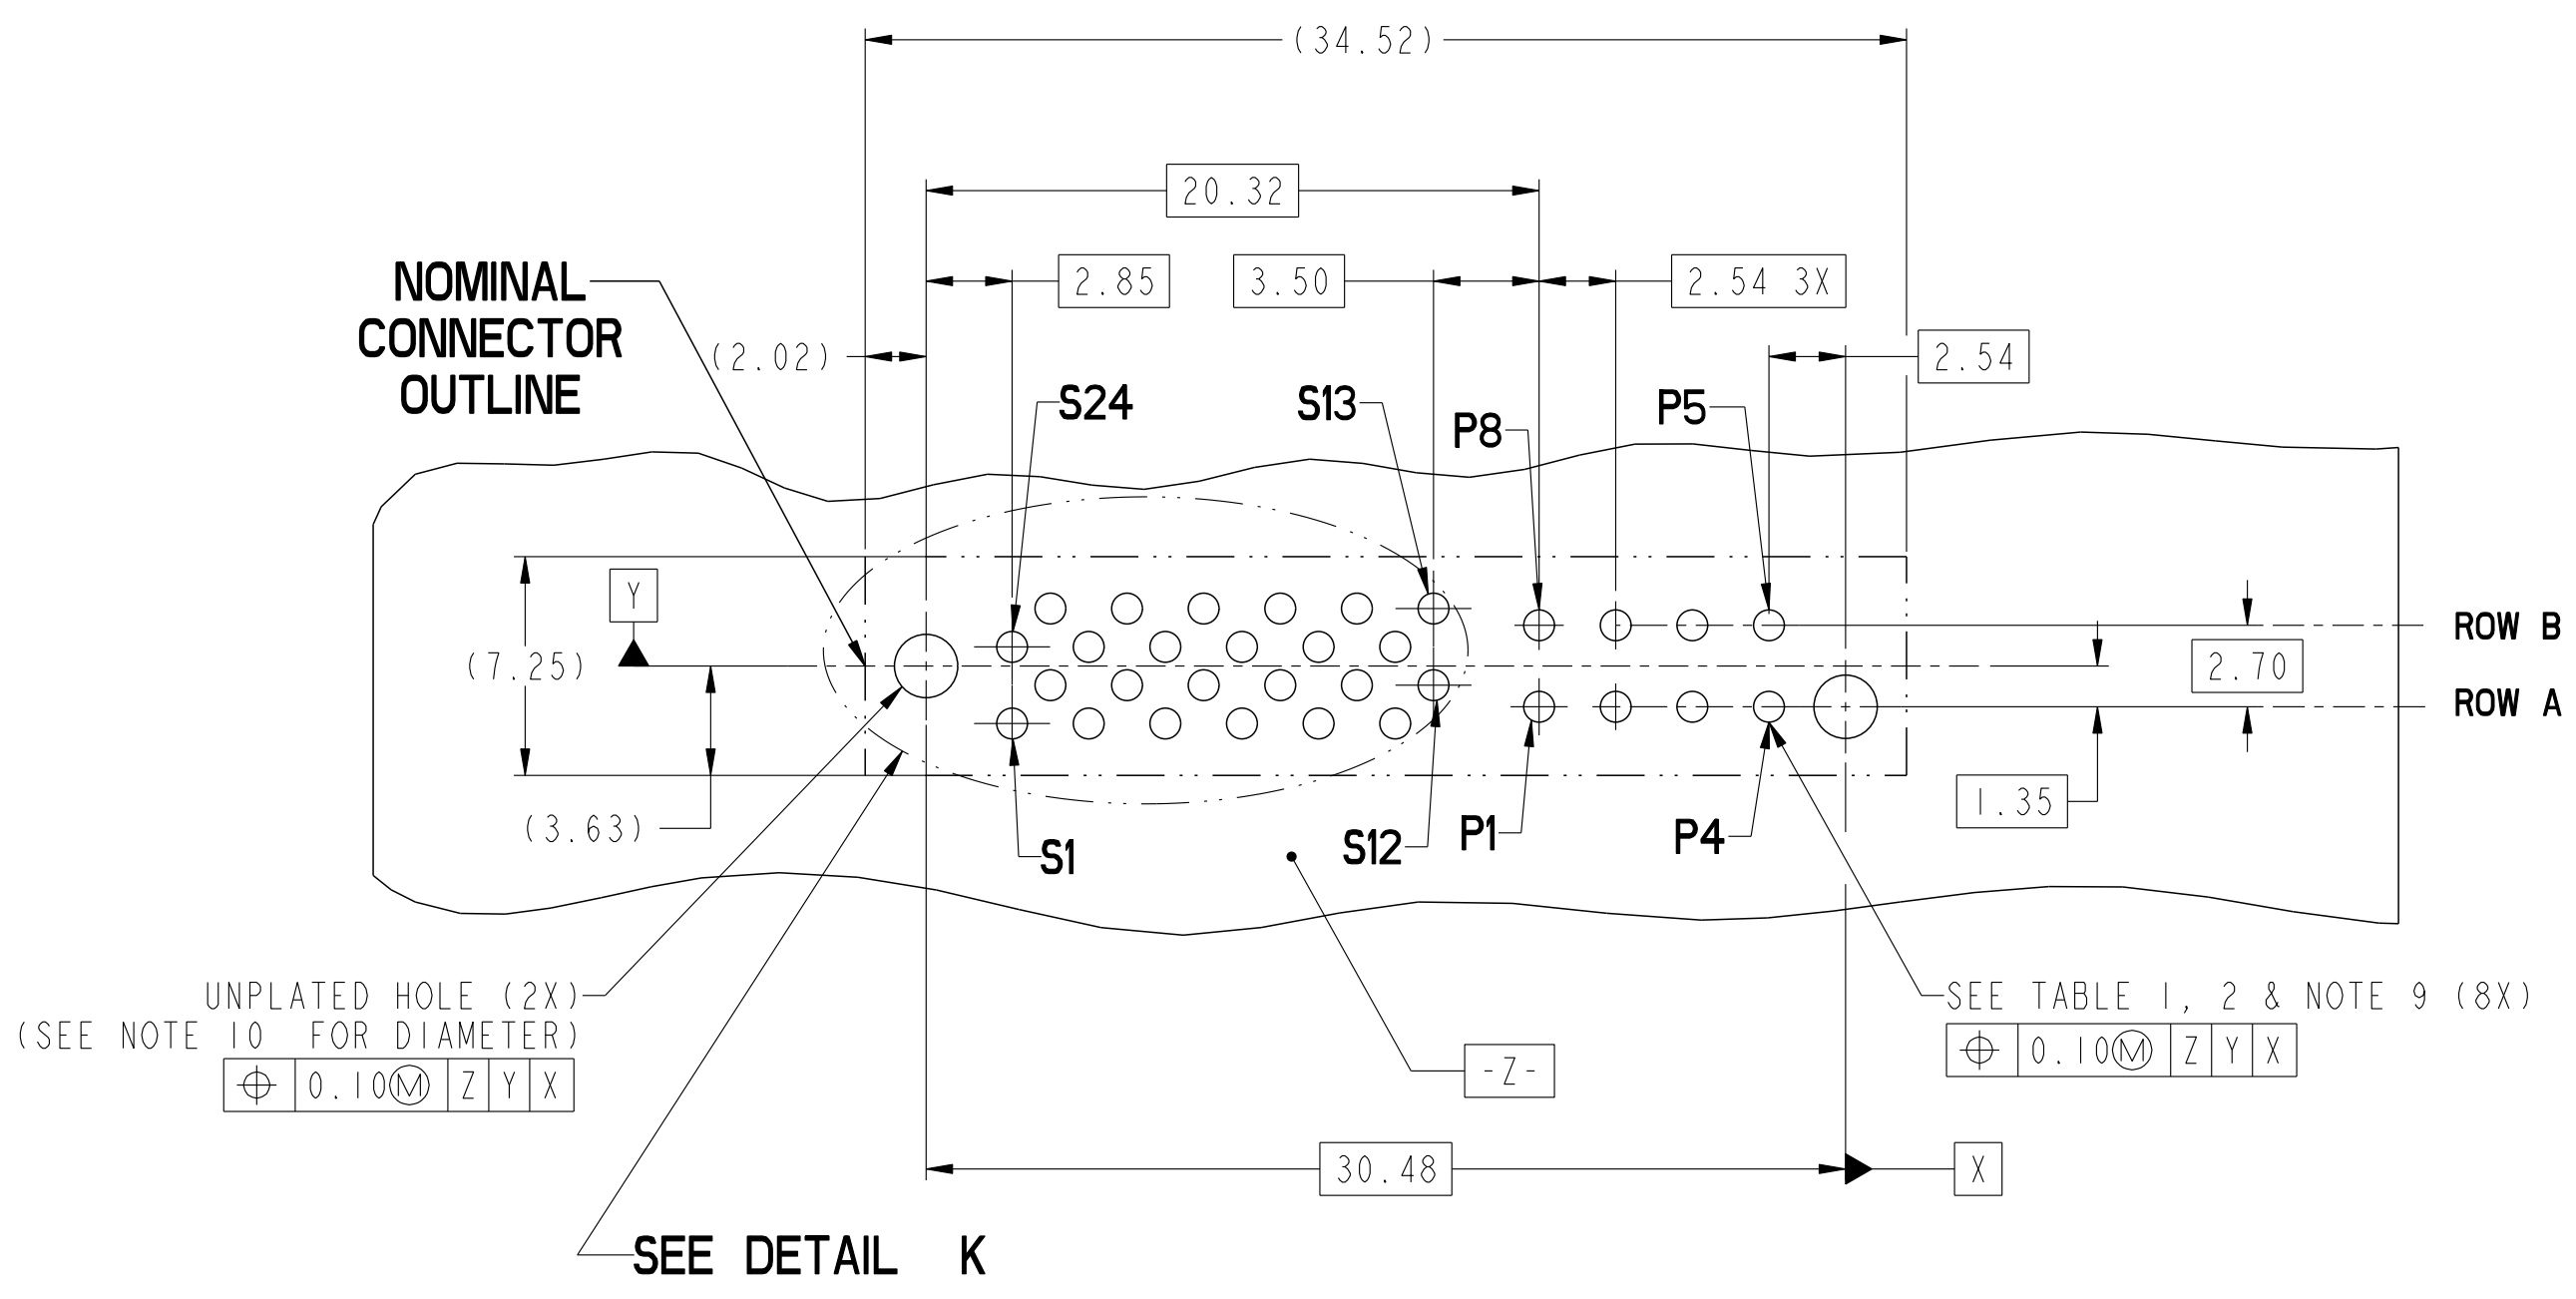 (34.52)
20.32
2.85
3.50
2.54 3X
NOMINAL
CONNECTOR
OUTLINE
(2.02)
2.54
S24
S13
P8
P5
Y
(7.25)
(3.63)
ROW B
2.70
ROW A
1.35
S1
S12
P1
P4
UNPLATED HOLE (2X)
(SEE NOTE 10 FOR DIAMETER)
⌖ 0.10Ⓜ Z Y X
-Z-
SEE TABLE 1, 2 & NOTE 9 (8X)
⌖ 0.10Ⓜ Z Y X
30.48
X
SEE DETAIL K